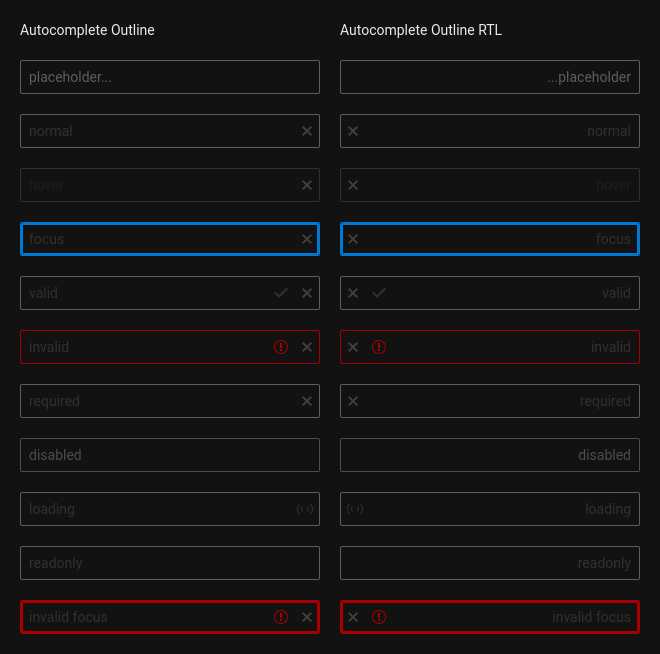 Autocomplete Outline
Autocomplete Outline RTL
placeholder...
...placeholder
normal
normal
hover
hover
focus
focus
valid
valid
invalid
invalid
required
required
disabled
disabled
loading
loading
readonly
readonly
invalid focus
invalid focus